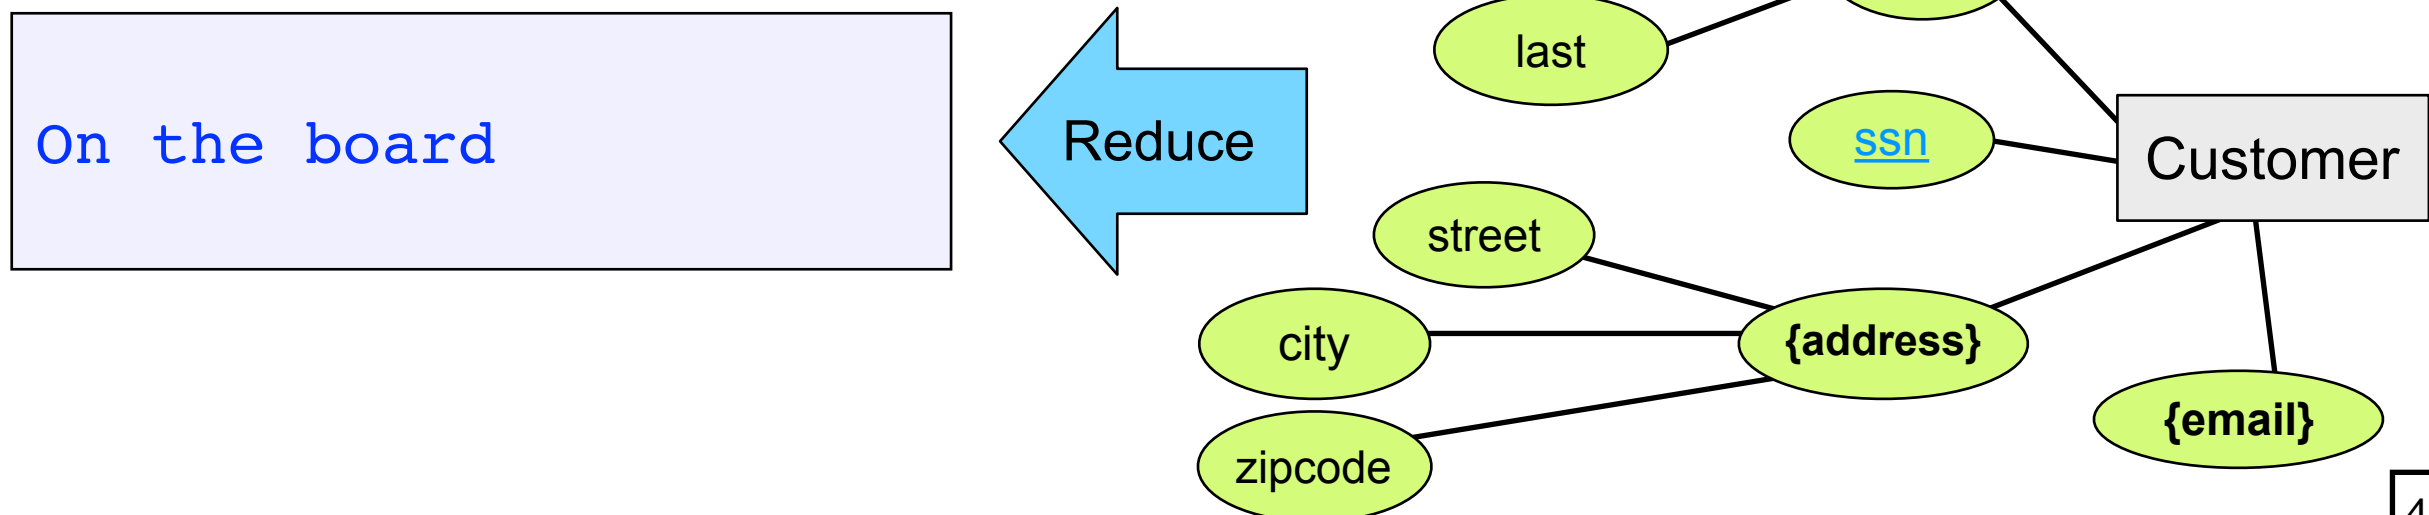 On the board
Reduce
last
ssn
Customer
street
city
{address}
{email}
zipcode